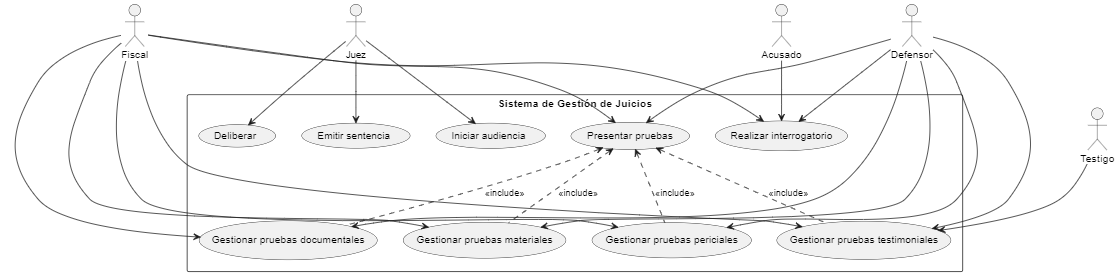 Fiscal
Juez
Acusado
Defensor
Sistema de Gestión de Juicios
Deliberar
Emitir sentencia
Iniciar audiencia
Presentar pruebas
Realizar interrogatorio
Testigo
«include»
«include»
«include»
«include»
Gestionar pruebas documentales
Gestionar pruebas materiales
Gestionar pruebas periciales
Gestionar pruebas testimoniales